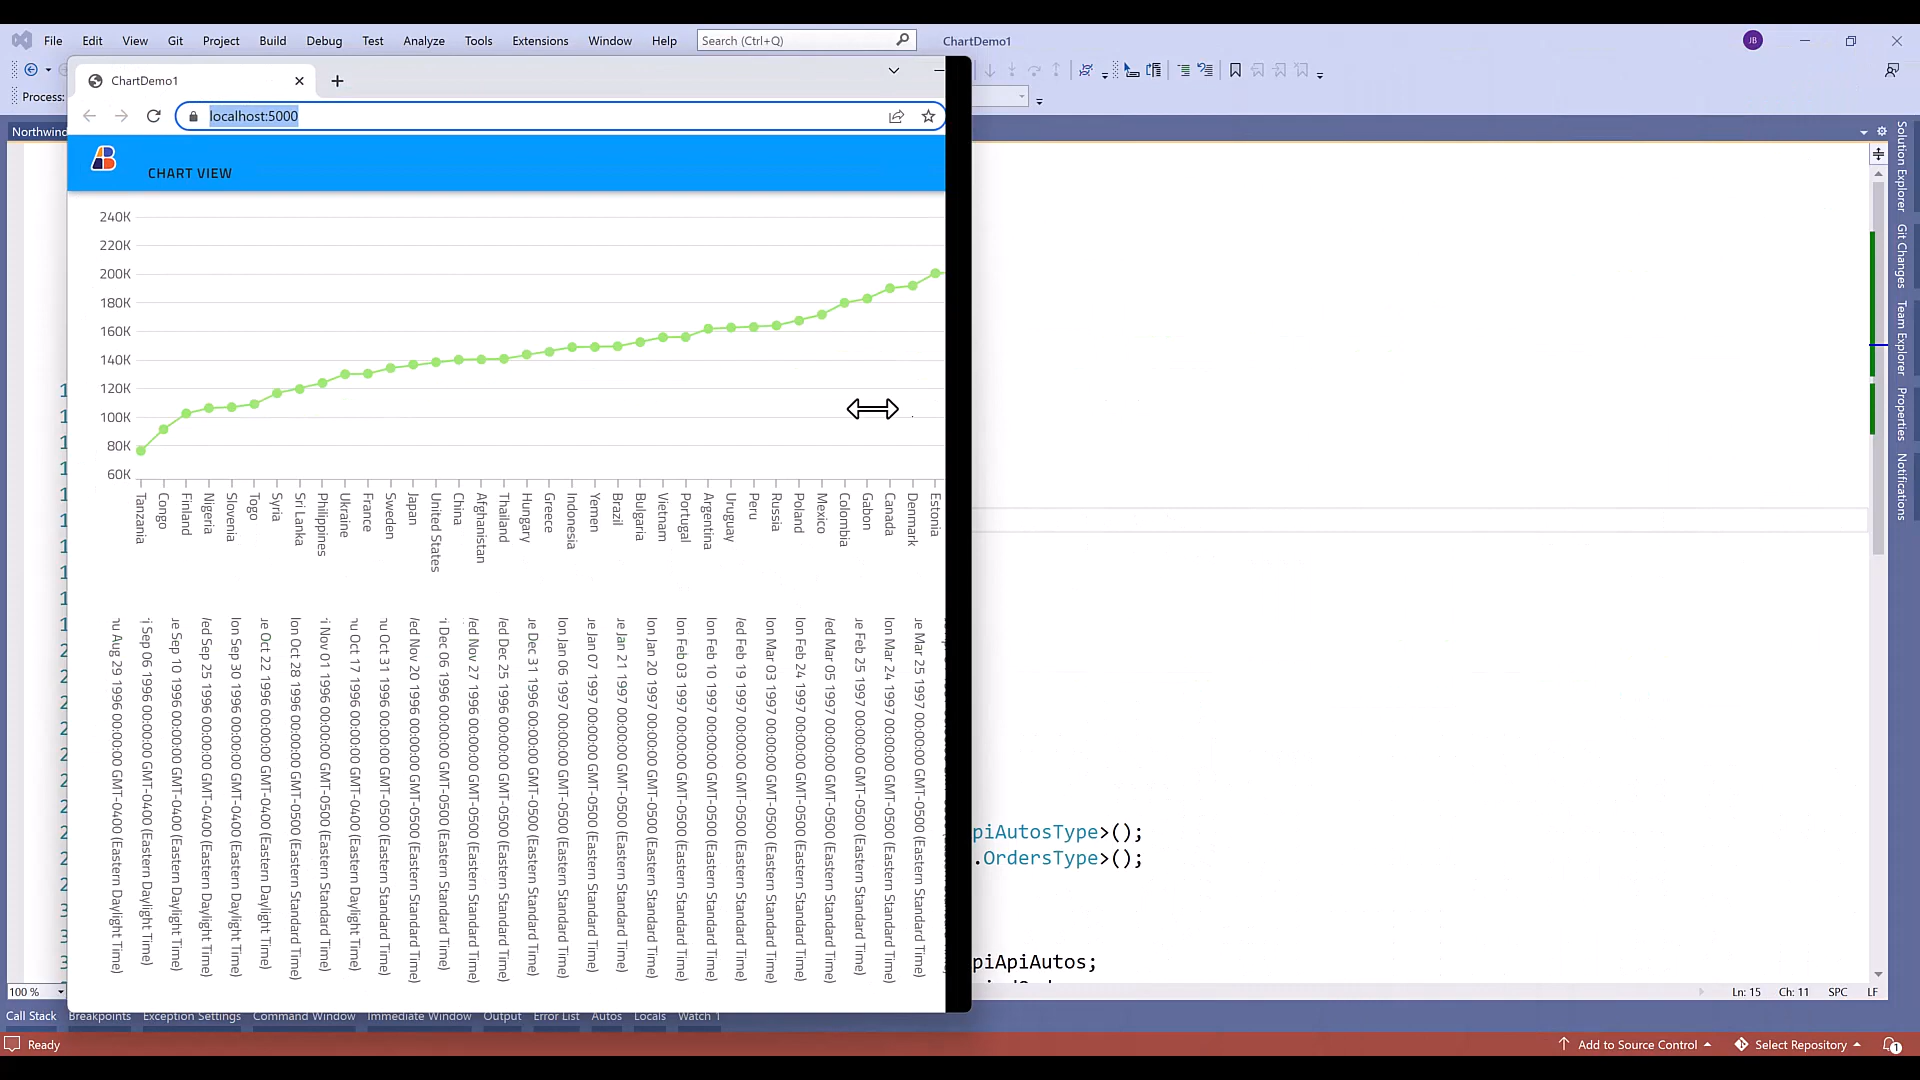 File Edit View Git Project Build Debug Test Analyze Tools Extensions Window Help Search (Ctrl+Q) ChartDemo1 JB
Process:
Northwind
ChartDemo1
localhost:5000
CHART VIEW
240K
220K
200K
180K
160K
140K
120K
100K
80K
60K
Tanzania
Congo
Finland
Nigeria
Slovenia
Togo
Syria
Sri Lanka
Philippines
Ukraine
France
Sweden
Japan
United States
China
Afghanistan
Thailand
Hungary
Greece
Indonesia
Yemen
Brazil
Bulgaria
Vietnam
Portugal
Argentina
Uruguay
Peru
Russia
Poland
Mexico
Colombia
Gabon
Canada
Denmark
Estonia
Aug 29 1996 00:00:00 GMT-0400 (Eastern Daylight Time)
Sep 06 1996 00:00:00 GMT-0400 (Eastern Daylight Time)
Sep 10 1996 00:00:00 GMT-0400 (Eastern Daylight Time)
Sep 25 1996 00:00:00 GMT-0400 (Eastern Daylight Time)
Sep 30 1996 00:00:00 GMT-0400 (Eastern Daylight Time)
Oct 22 1996 00:00:00 GMT-0400 (Eastern Daylight Time)
Oct 28 1996 00:00:00 GMT-0500 (Eastern Standard Time)
Nov 01 1996 00:00:00 GMT-0500 (Eastern Standard Time)
Oct 17 1996 00:00:00 GMT-0400 (Eastern Daylight Time)
Oct 31 1996 00:00:00 GMT-0500 (Eastern Standard Time)
Nov 20 1996 00:00:00 GMT-0500 (Eastern Standard Time)
Dec 06 1996 00:00:00 GMT-0500 (Eastern Standard Time)
Nov 27 1996 00:00:00 GMT-0500 (Eastern Standard Time)
Dec 25 1996 00:00:00 GMT-0500 (Eastern Standard Time)
Dec 31 1996 00:00:00 GMT-0500 (Eastern Standard Time)
Jan 06 1997 00:00:00 GMT-0500 (Eastern Standard Time)
Jan 07 1997 00:00:00 GMT-0500 (Eastern Standard Time)
Jan 21 1997 00:00:00 GMT-0500 (Eastern Standard Time)
Jan 20 1997 00:00:00 GMT-0500 (Eastern Standard Time)
Feb 03 1997 00:00:00 GMT-0500 (Eastern Standard Time)
Feb 10 1997 00:00:00 GMT-0500 (Eastern Standard Time)
Feb 19 1997 00:00:00 GMT-0500 (Eastern Standard Time)
Mar 03 1997 00:00:00 GMT-0500 (Eastern Standard Time)
Feb 24 1997 00:00:00 GMT-0500 (Eastern Standard Time)
Mar 05 1997 00:00:00 GMT-0500 (Eastern Standard Time)
Feb 25 1997 00:00:00 GMT-0500 (Eastern Standard Time)
Mar 24 1997 00:00:00 GMT-0500 (Eastern Standard Time)
Mar 25 1997 00:00:00 GMT-0500 (Eastern Standard Time)
piAutosType>();
.OrdersType>();
piApiAutos;
Solution Explorer
Git Changes
Team Explorer
Properties
Notifications
100 % Ln: 15 Ch: 11 SPC LF
Call Stack Breakpoints Exception Settings Command Window Immediate Window Output Error List Autos Locals Watch 1
Ready Add to Source Control Select Repository 1